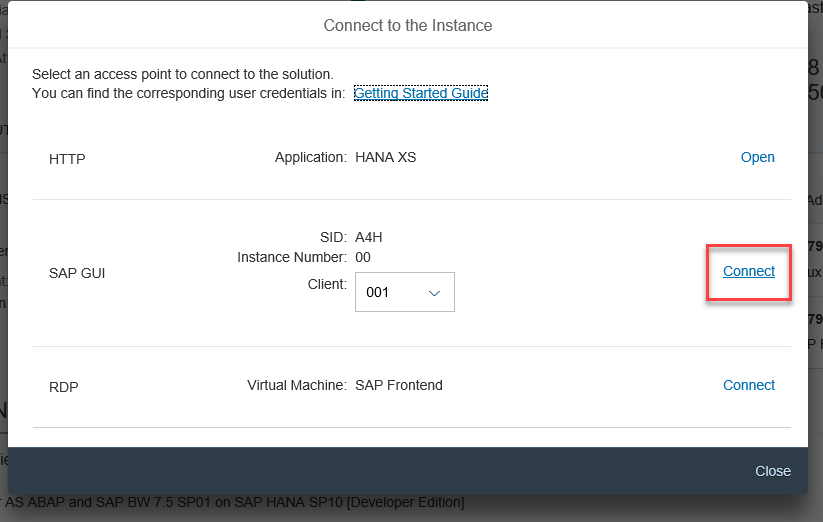 Connect to the Instance
Select an access point to connect to the solution.
You can find the corresponding user credentials in: Getting Started Guide
HTTP Application: HANA XS Open
SID: A4H
Instance Number: 00
SAP GUI Client: 001 Connect
RDP Virtual Machine: SAP Frontend Connect
Close
AS ABAP and SAP BW 7.5 SP01 on SAP HANA SP10 [Developer Edition]